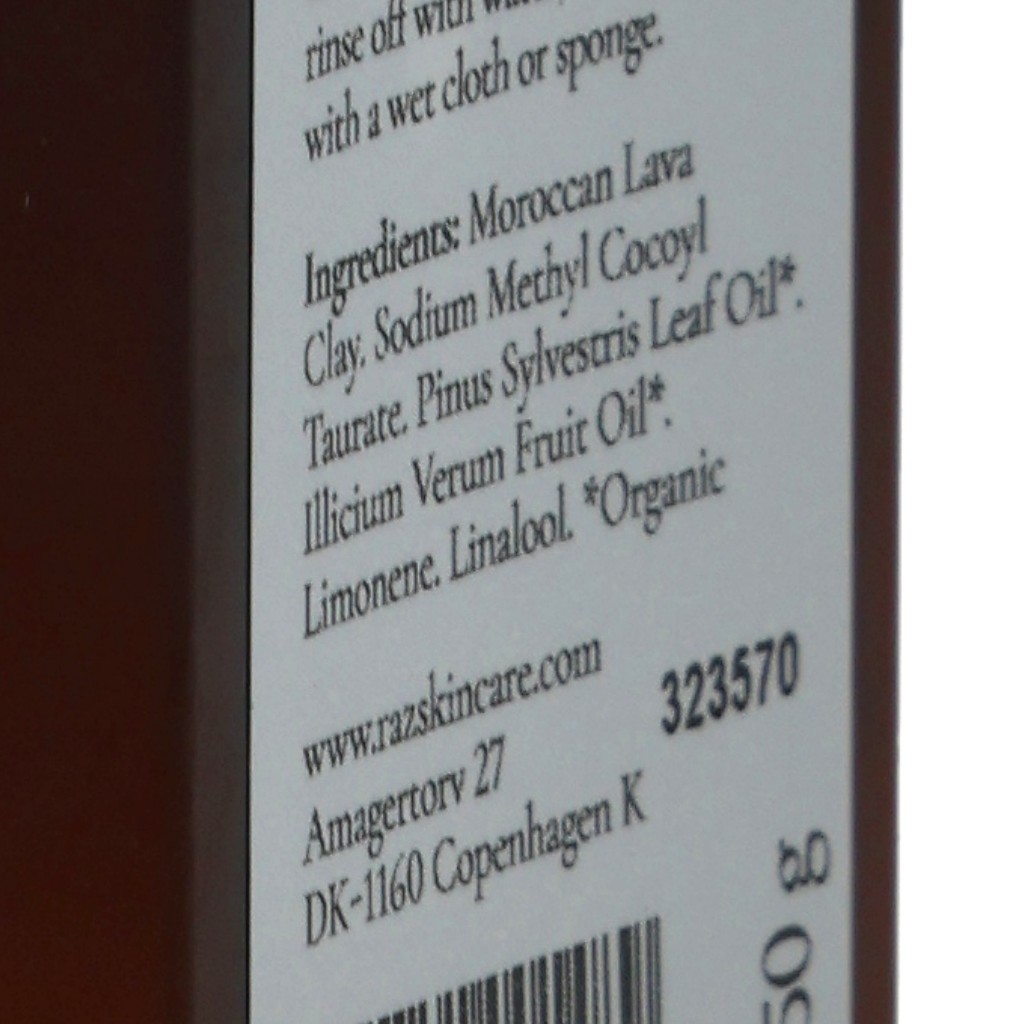 rinse off with
with a wet cloth or sponge.
Ingredients: Moroccan Lava
Clay. Sodium Methyl Cocoyl
Taurate. Pinus Sylvestris Leaf Oil*.
Illicium Verum Fruit Oil*.
Limonene. Linalool. *Organic
www.razskincare.com
323570
Amagertorv 27
DK-1160 Copenhagen K
50 g